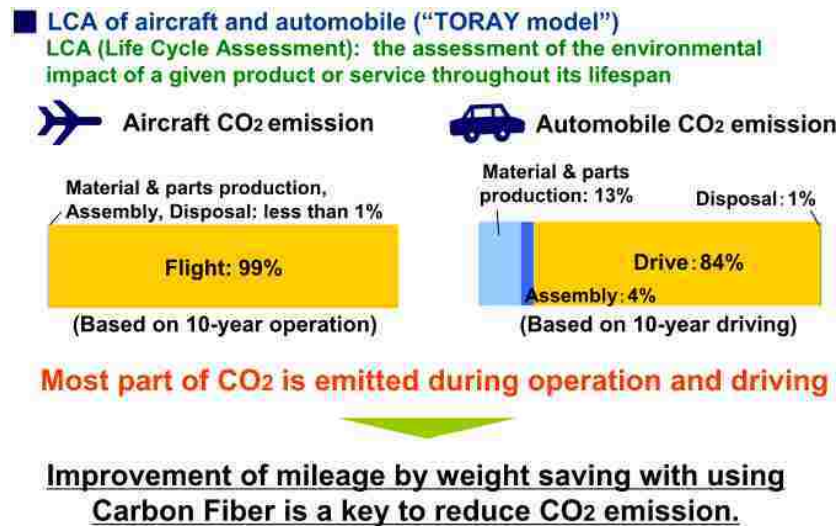 LCA of aircraft and automobile (“TORAY model”)
LCA (Life Cycle Assessment): the assessment of the environmental
impact of a given product or service throughout its lifespan
Aircraft CO2 emission
Automobile CO2 emission
Material & parts production,
Assembly, Disposal: less than 1%
Flight: 99%
(Based on 10-year operation)
Material & parts
production: 13%
Disposal: 1%
Drive: 84%
Assembly: 4%
(Based on 10-year driving)
Most part of CO2 is emitted during operation and driving
Improvement of mileage by weight saving with using
Carbon Fiber is a key to reduce CO2 emission.